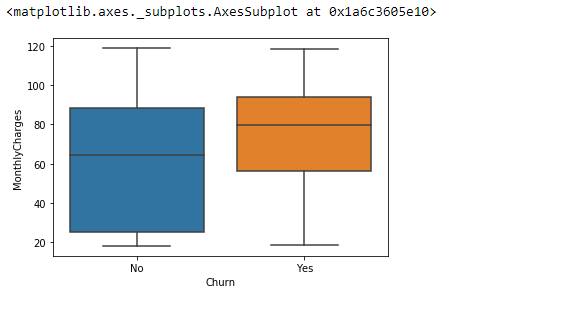 <matplotlib.axes._subplots.AxesSubplot at 0x1a6c3605e10>
120
100
80
60
40
20
MonthlyCharges
No Yes
Churn